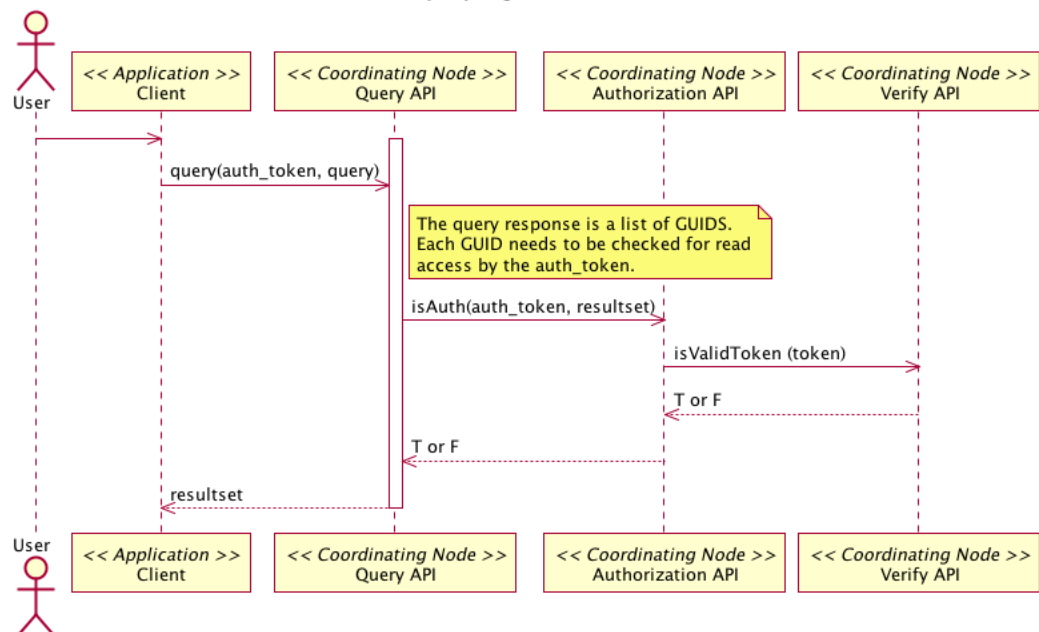 << Application >>
Client
<< Coordinating Node >>
Query API
<< Coordinating Node >>
Authorization API
<< Coordinating Node >>
Verify API
User
query(auth_token, query)
The query response is a list of GUIDS.
Each GUID needs to be checked for read
access by the auth_token.
isAuth(auth_token, resultset)
isValidToken (token)
T or F
T or F
resultset
User
<< Application >>
Client
<< Coordinating Node >>
Query API
<< Coordinating Node >>
Authorization API
<< Coordinating Node >>
Verify API